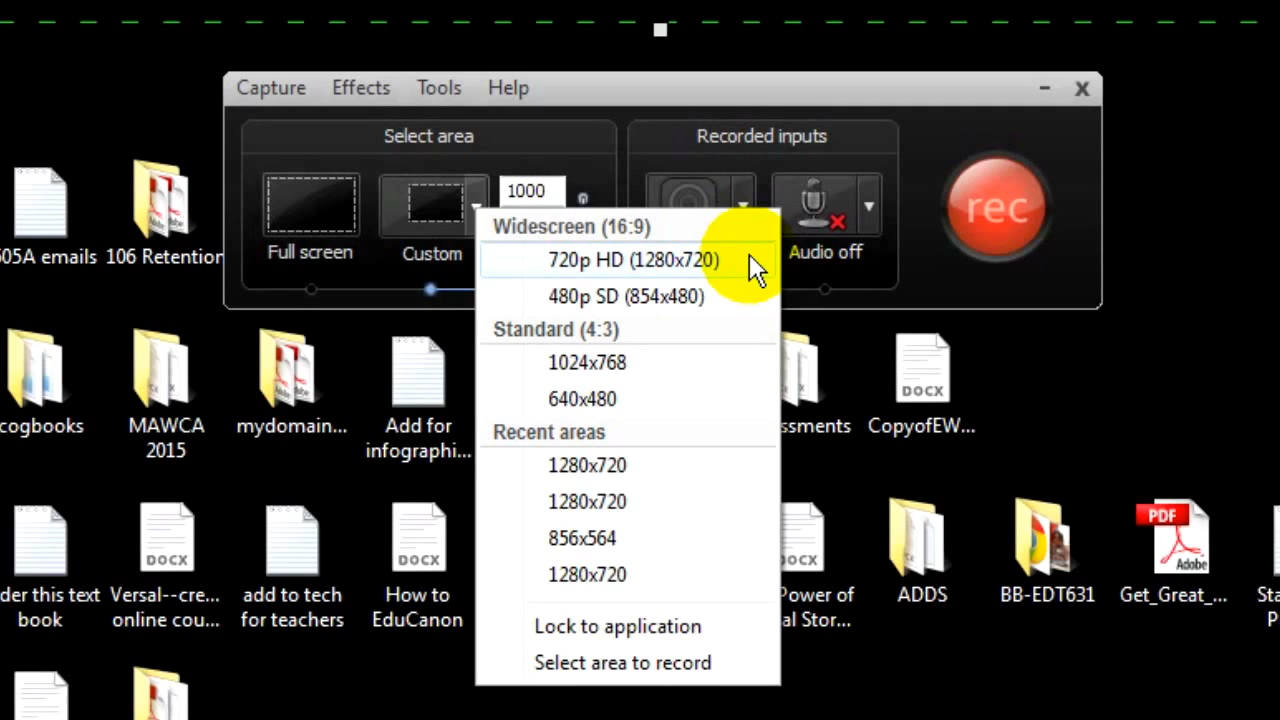 Capture Effects Tools Help
Select area
Recorded inputs
1000
rec
Full screen
Custom
Audio off
Widescreen (16:9)
720p HD (1280x720)
480p SD (854x480)
Standard (4:3)
1024x768
640x480
Recent areas
1280x720
1280x720
856x564
1280x720
Lock to application
Select area to record
505A emails
106 Retention
cogbooks
MAWCA
2015
mydomain...
Add for
infographi...
ssments
DOCX
CopyofEW...
der this text
book
DOCX
Versal--cre...
online cou...
add to tech
for teachers
DOCX
How to
EduCanon
DOCX
Power of
al Stor...
ADDS
BB-EDT631
PDF
Adobe
Get_Great_...
Sta
P